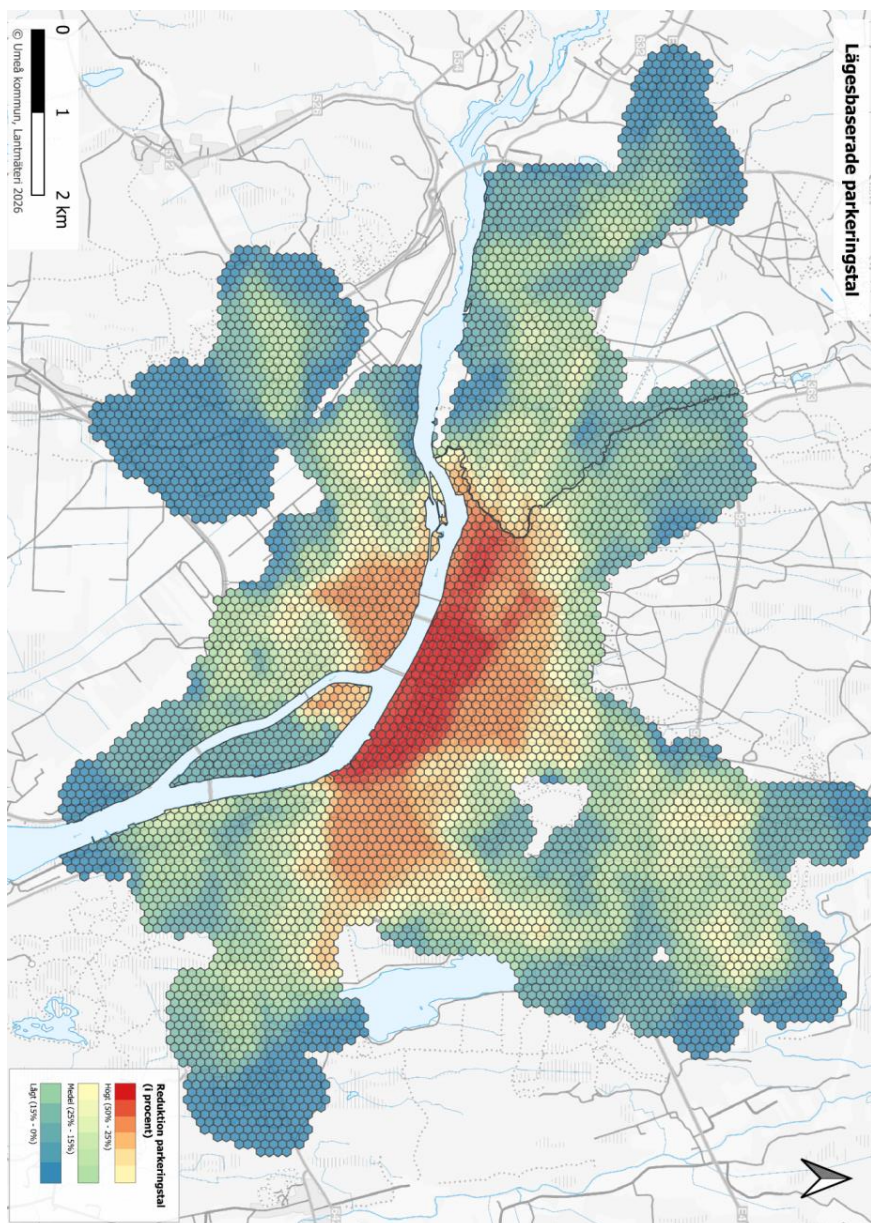 Lägesbaserade parkeringstal
0
1
2 km
© Umeå kommun, Lantmäteri 2026
Reduktion parkeringstal
(i procent)
Högt (50% - 25%)
Medel (25% - 15%)
Lågt (15% - 0%)